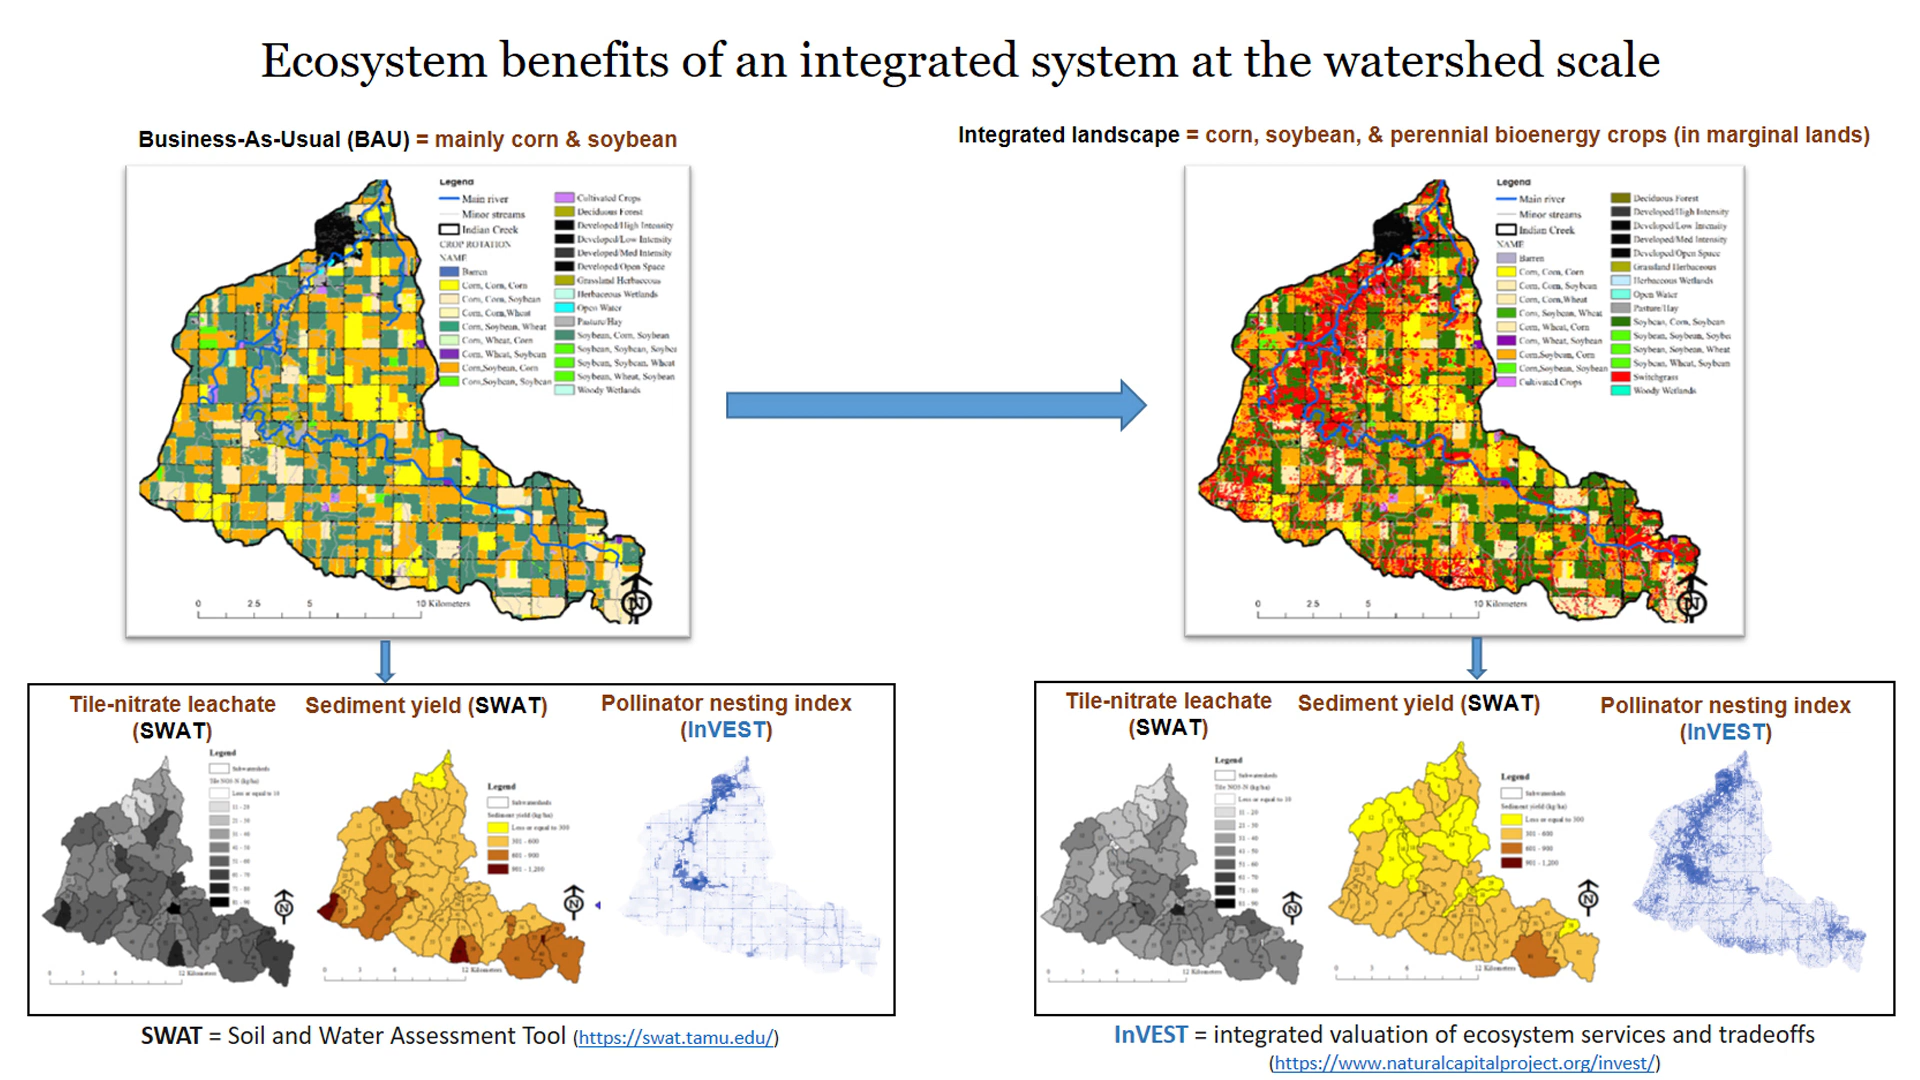 Ecosystem benefits of an integrated system at the watershed scale
Business-As-Usual (BAU) = mainly corn & soybean
Integrated landscape = corn, soybean, & perennial bioenergy crops (in marginal lands)
Legend
Main river
Minor streams
Indian Creek
CROP ROTATION
NAME
Barren
Corn, Corn, Corn
Corn, Corn, Soybean
Corn, Corn,Wheat
Corn, Soybean, Wheat
Corn, Wheat, Corn
Corn, Wheat, Soybean
Corn,Soybean, Corn
Corn,Soybean, Soybean
Cultivated Crops
Deciduous Forest
Developed/High Intensity
Developed/Low Intensity
Developed/Med Intensity
Developed/Open Space
Grassland Herbaceous
Herbaceous Wetlands
Open Water
Pasture/Hay
Soybean, Corn, Soybean
Soybean, Soybean, Soybe
Soybean, Soybean, Wheat
Soybean, Wheat, Soybean
Woody Wetlands
0 2.5 5 10 Kilometers
N
Legend
Main river
Minor streams
Indian Creek
NAME
Barren
Corn, Corn, Corn
Corn, Corn, Soybean
Corn, Corn,Wheat
Corn, Soybean, Wheat
Corn, Wheat, Corn
Corn, Wheat, Soybean
Corn,Soybean, Corn
Corn,Soybean, Soybean
Cultivated Crops
Deciduous Forest
Developed/High Intensity
Developed/Low Intensity
Developed/Med Intensity
Developed/Open Space
Grassland Herbaceous
Herbaceous Wetlands
Open Water
Pasture/Hay
Soybean, Corn, Soybean
Soybean, Soybean, Soybe
Soybean, Soybean, Wheat
Soybean, Wheat, Soybean
Switchgrass
Woody Wetlands
0 2.5 5 10 Kilometers
N
Tile-nitrate leachate
(SWAT)
Legend
Subwatersheds
Tile NO3-N (kg/ha)
Less or equal to 10
11 - 20
21 - 30
31 - 40
41 - 50
51 - 60
61 - 70
71 - 80
81 - 90
0 3 6 12 Kilometers
N
Sediment yield (SWAT)
Legend
Subwatersheds
Sediment yield (kg/ha)
Less or equal to 300
301 - 600
601 - 900
901 - 1,200
0 3 6 12 Kilometers
N
Pollinator nesting index
(InVEST)
Tile-nitrate leachate
(SWAT)
Legend
Subwatersheds
Tile NO3-N (kg/ha)
Less or equal to 10
11 - 20
21 - 30
31 - 40
41 - 50
51 - 60
61 - 70
71 - 80
81 - 90
0 3 6 12 Kilometers
N
Sediment yield (SWAT)
Legend
Subwatersheds
Sediment yield (kg/ha)
Less or equal to 300
301 - 600
601 - 900
901 - 1,200
0 3 6 12 Kilometers
N
Pollinator nesting index
(InVEST)
SWAT = Soil and Water Assessment Tool (https://swat.tamu.edu/)
InVEST = integrated valuation of ecosystem services and tradeoffs
(https://www.naturalcapitalproject.org/invest/)